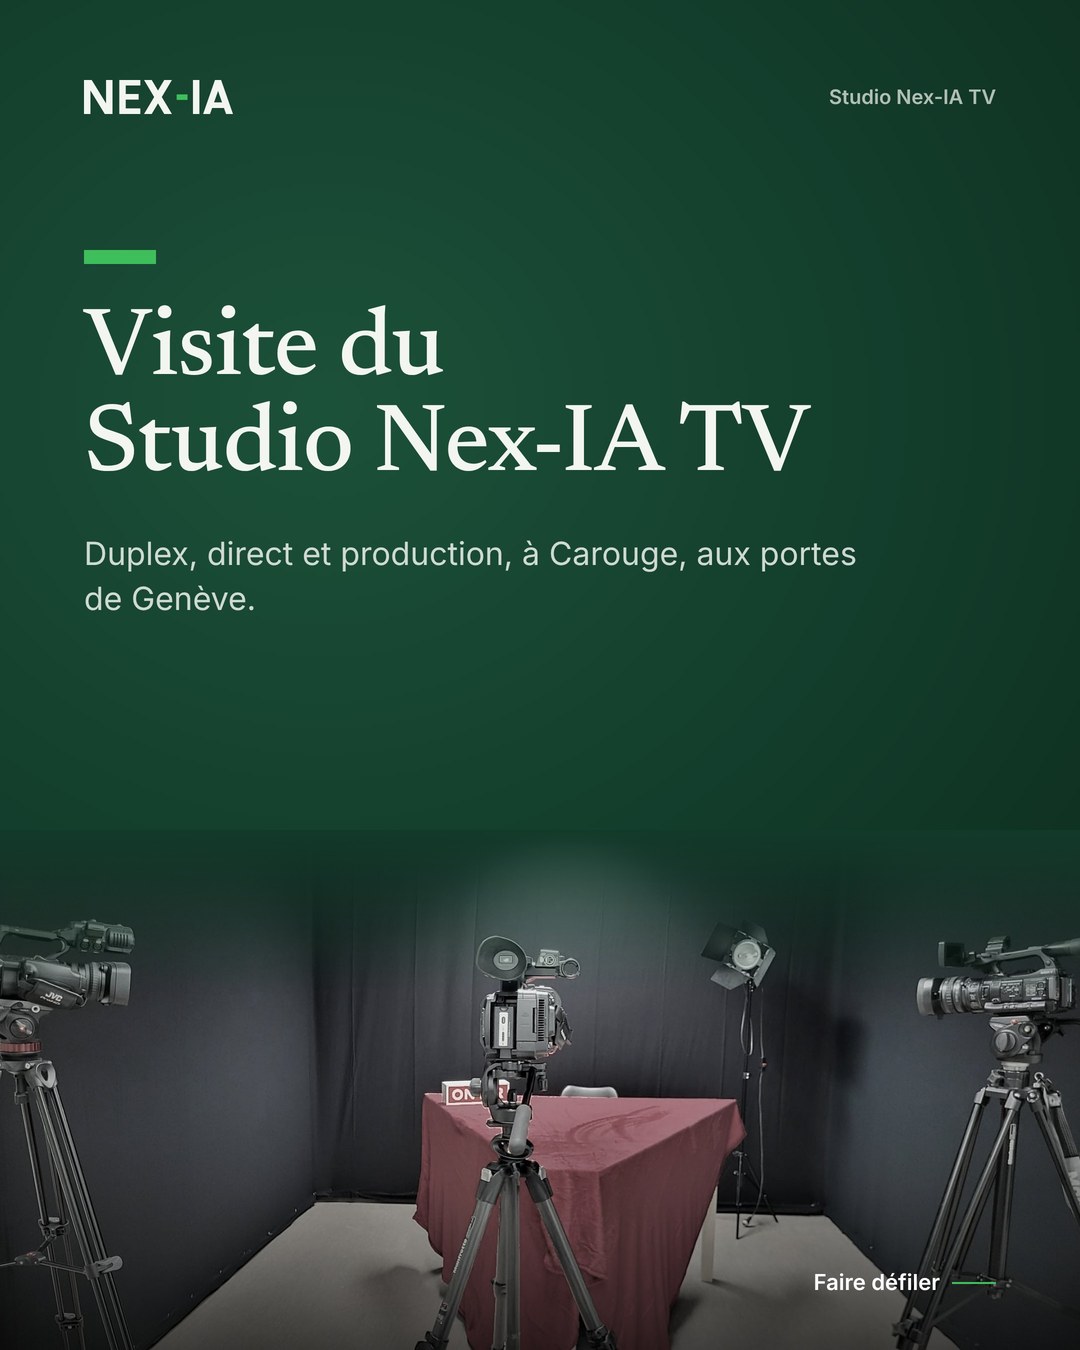 NEX-IA
Studio Nex-IA TV
Visite du
Studio Nex-IA TV
Duplex, direct et production, à Carouge, aux portes
de Genève.
JVC
Faire défiler